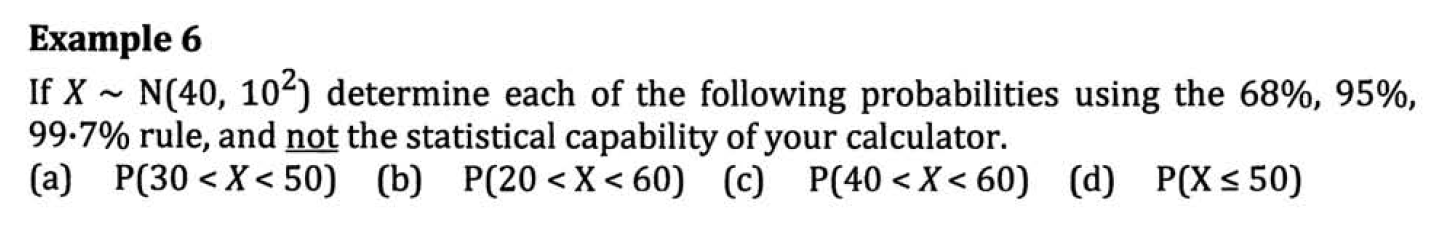 Example 6
If X ~ N(40, 10²) determine each of the following probabilities using the 68%, 95%,
99·7% rule, and not the statistical capability of your calculator.
(a) P(30 < X < 50) (b) P(20 < X < 60) (c) P(40 < X < 60) (d) P(X ≤ 50)